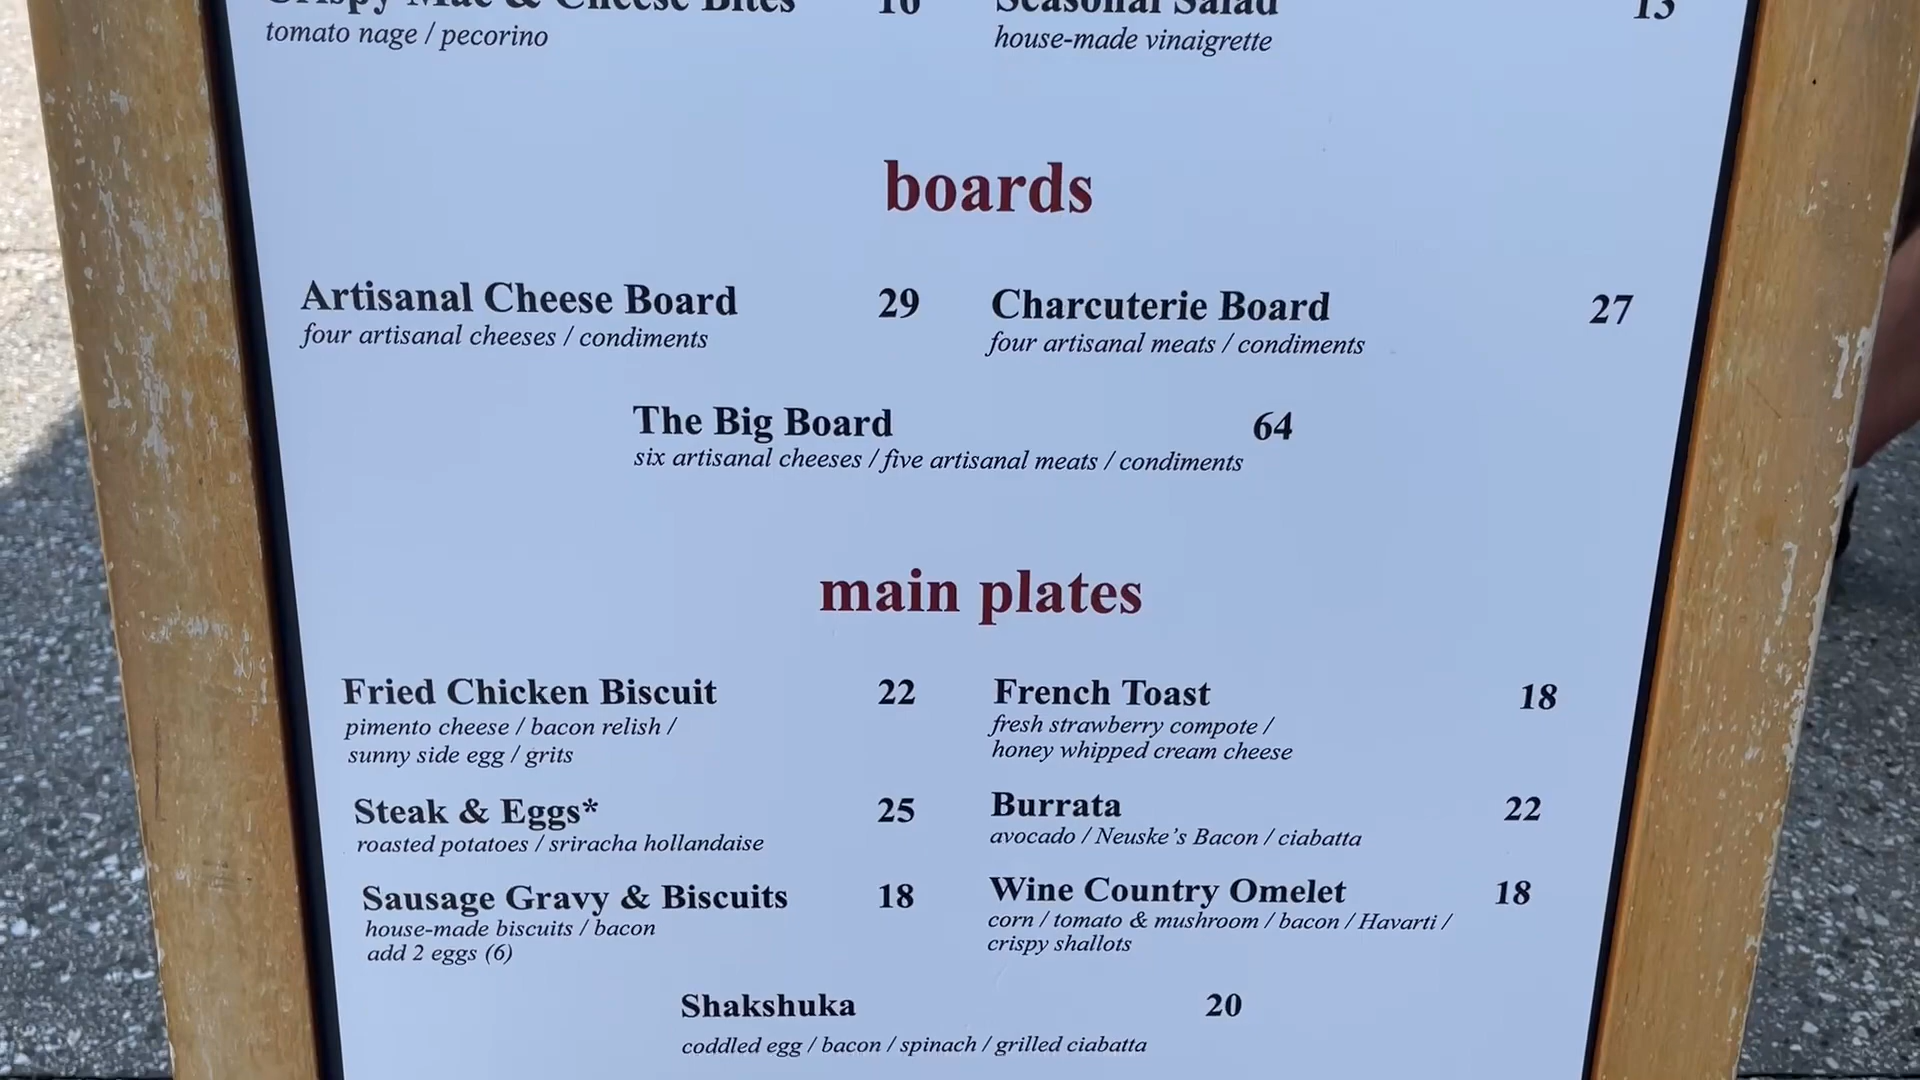 Crispy Mac & Cheese Bites 16
tomato nage / pecorino
Seasonal Salad 13
house-made vinaigrette
boards
Artisanal Cheese Board 29
four artisanal cheeses / condiments
Charcuterie Board 27
four artisanal meats / condiments
The Big Board 64
six artisanal cheeses / five artisanal meats / condiments
main plates
Fried Chicken Biscuit 22
pimento cheese / bacon relish /
sunny side egg / grits
French Toast 18
fresh strawberry compote /
honey whipped cream cheese
Steak & Eggs* 25
roasted potatoes / sriracha hollandaise
Burrata 22
avocado / Neuske's Bacon / ciabatta
Sausage Gravy & Biscuits 18
house-made biscuits / bacon
add 2 eggs (6)
Wine Country Omelet 18
corn / tomato & mushroom / bacon / Havarti /
crispy shallots
Shakshuka 20
coddled egg / bacon / spinach / grilled ciabatta